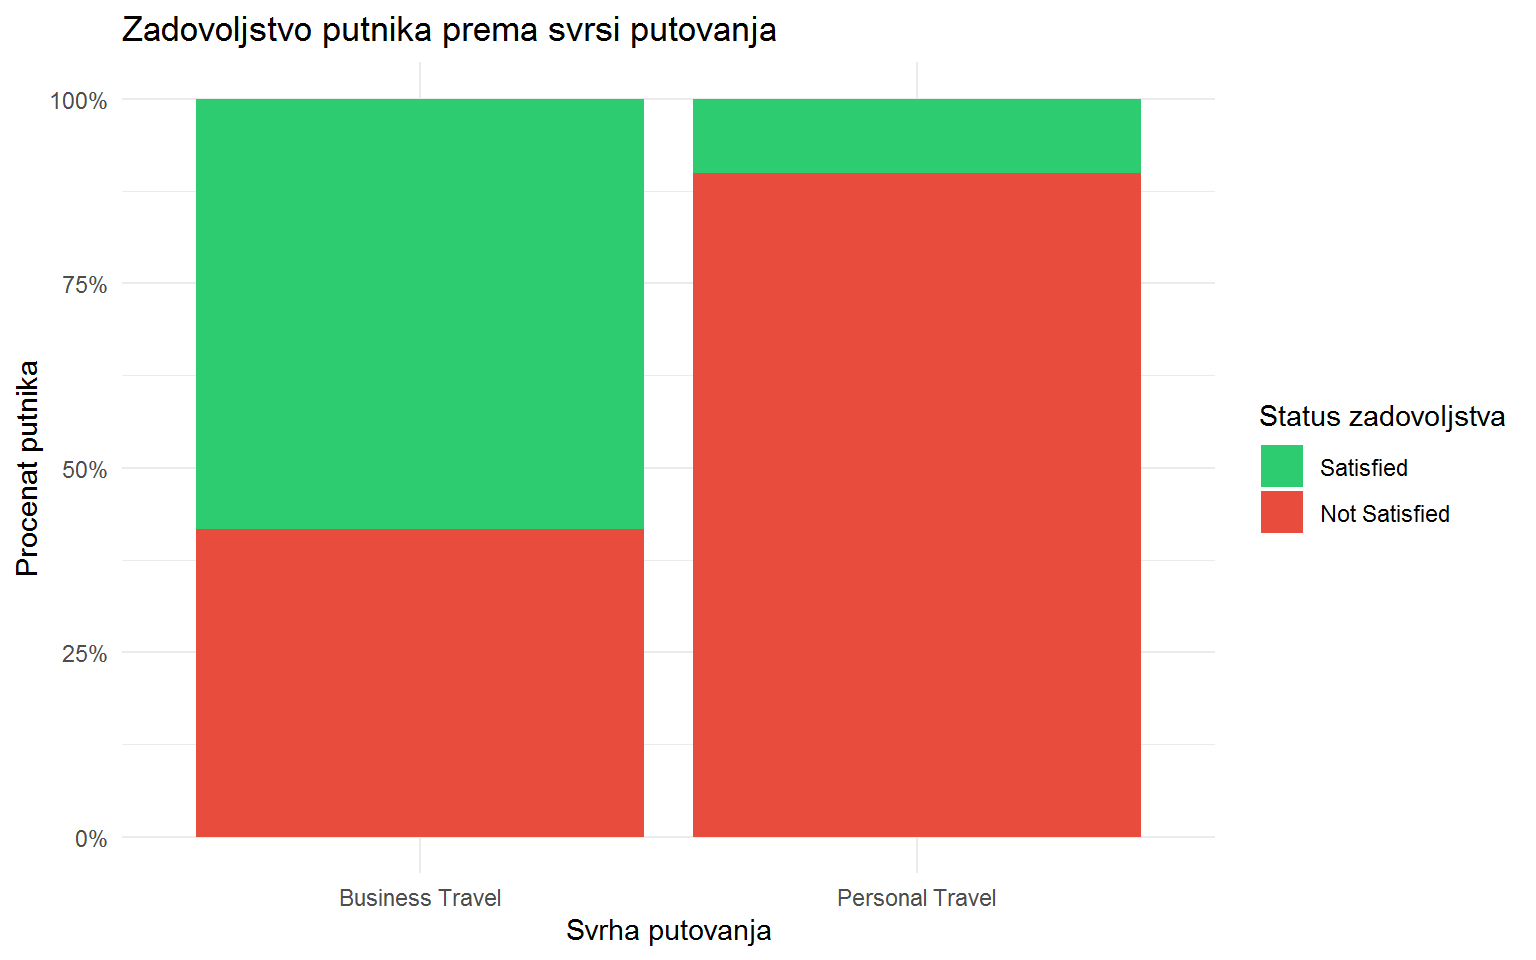 Zadovoljstvo putnika prema svrsi putovanja
Procenat putnika
100%
75%
50%
25%
0%
Business Travel
Personal Travel
Svrha putovanja
Status zadovoljstva
Satisfied
Not Satisfied